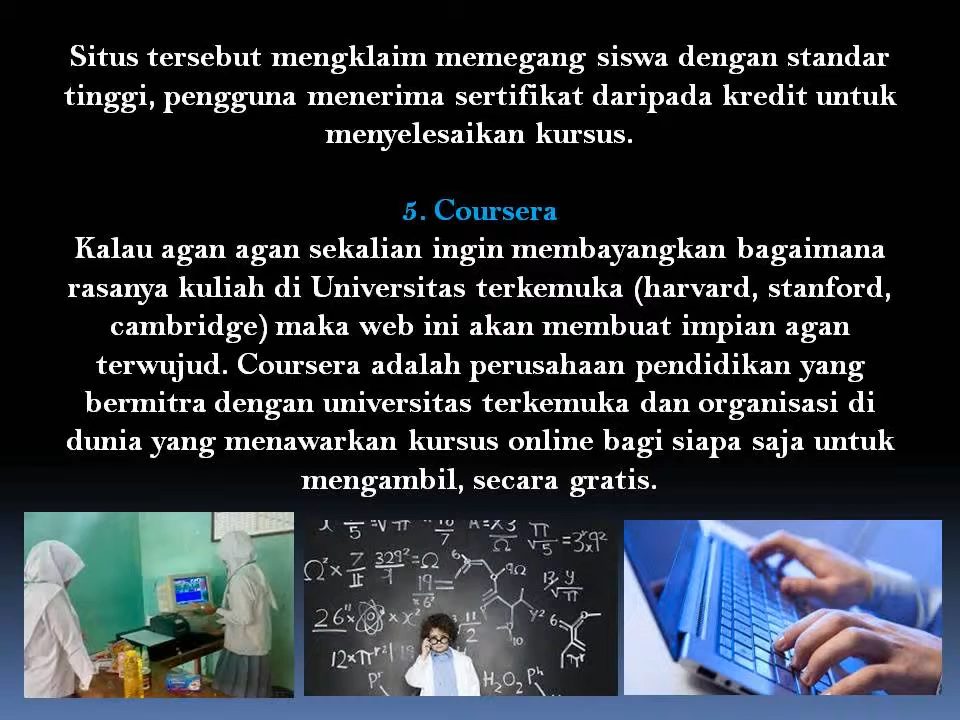 Situs tersebut mengklaim memegang siswa dengan standar
tinggi, pengguna menerima sertifikat daripada kredit untuk
menyelesaikan kursus.
5. Coursera
Kalau agan agan sekalian ingin membayangkan bagaimana
rasanya kuliah di Universitas terkemuka (harvard, stanford,
cambridge) maka web ini akan membuat impian agan
terwujud. Coursera adalah perusahaan pendidikan yang
bermitra dengan universitas terkemuka dan organisasi di
dunia yang menawarkan kursus online bagi siapa saja untuk
mengambil, secara gratis.
H₂O₂